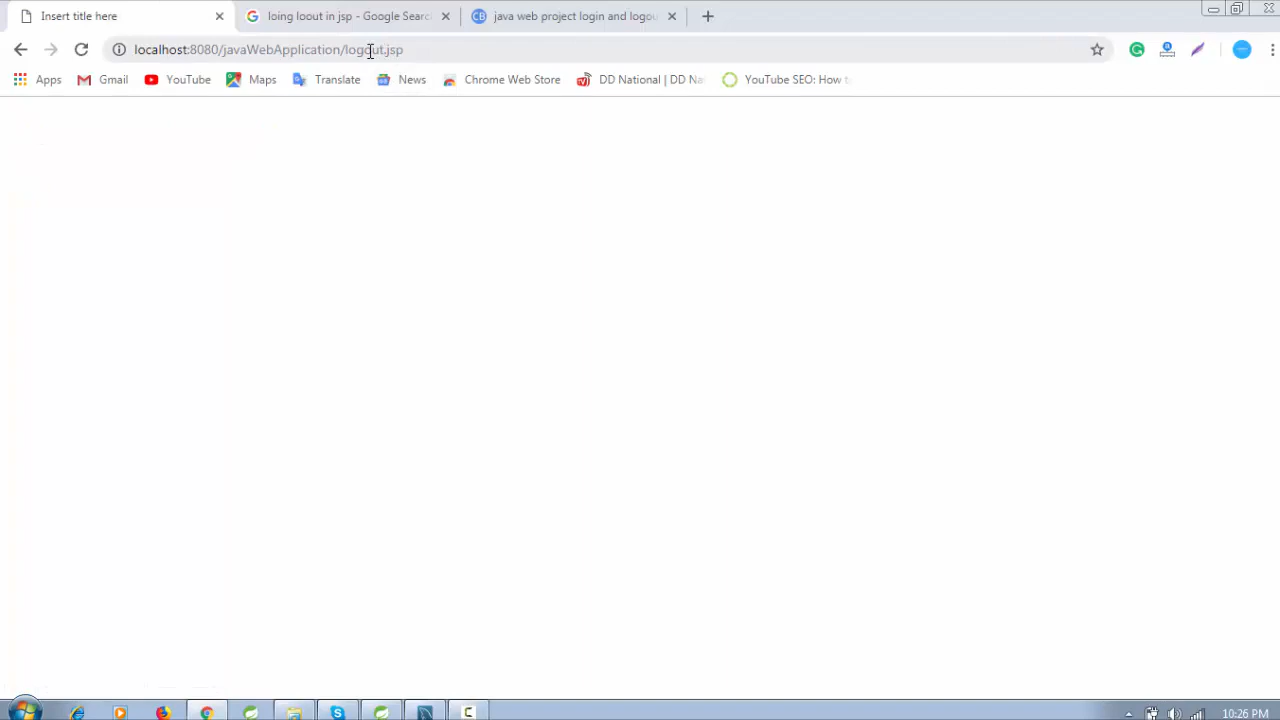 Insert title here
loing loout in jsp - Google Searc
java web project login and logou
localhost:8080/javaWebApplication/logout.jsp
Apps Gmail YouTube Maps Translate News Chrome Web Store DD National | DD Na YouTube SEO: How t
10:26 PM